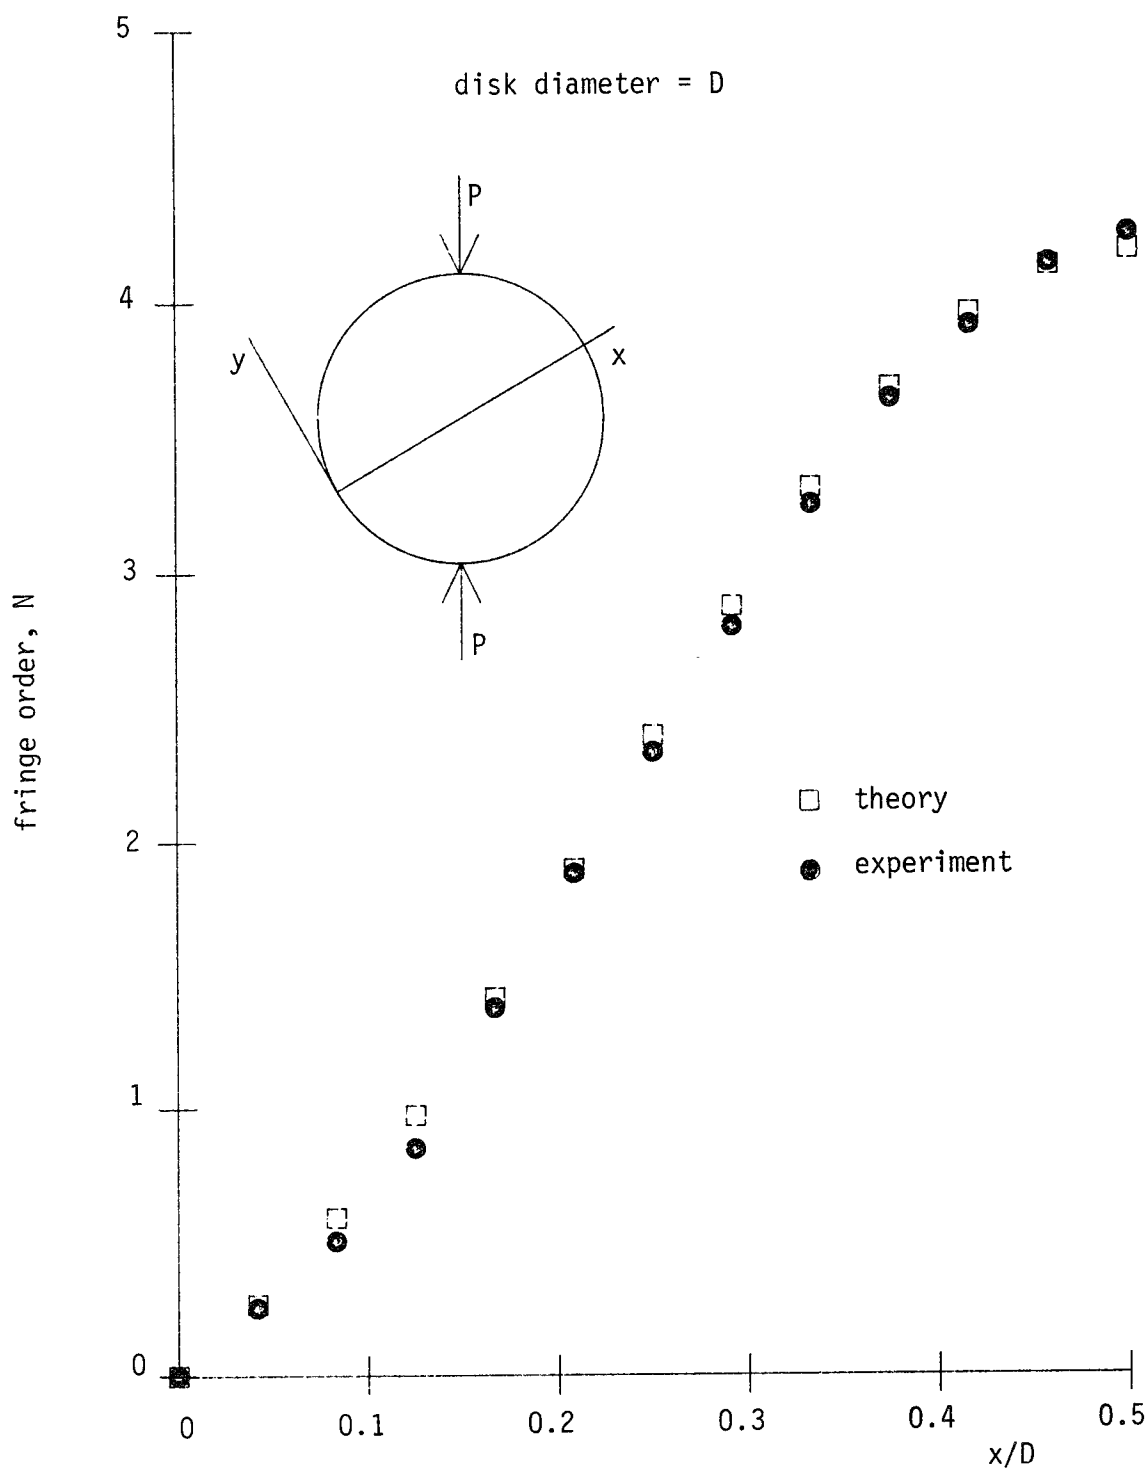 5
disk diameter = D
P
4
y
x
3
P
fringe order, N
theory
2
experiment
1
0
0
0.1
0.2
0.3
0.4
0.5
x/D